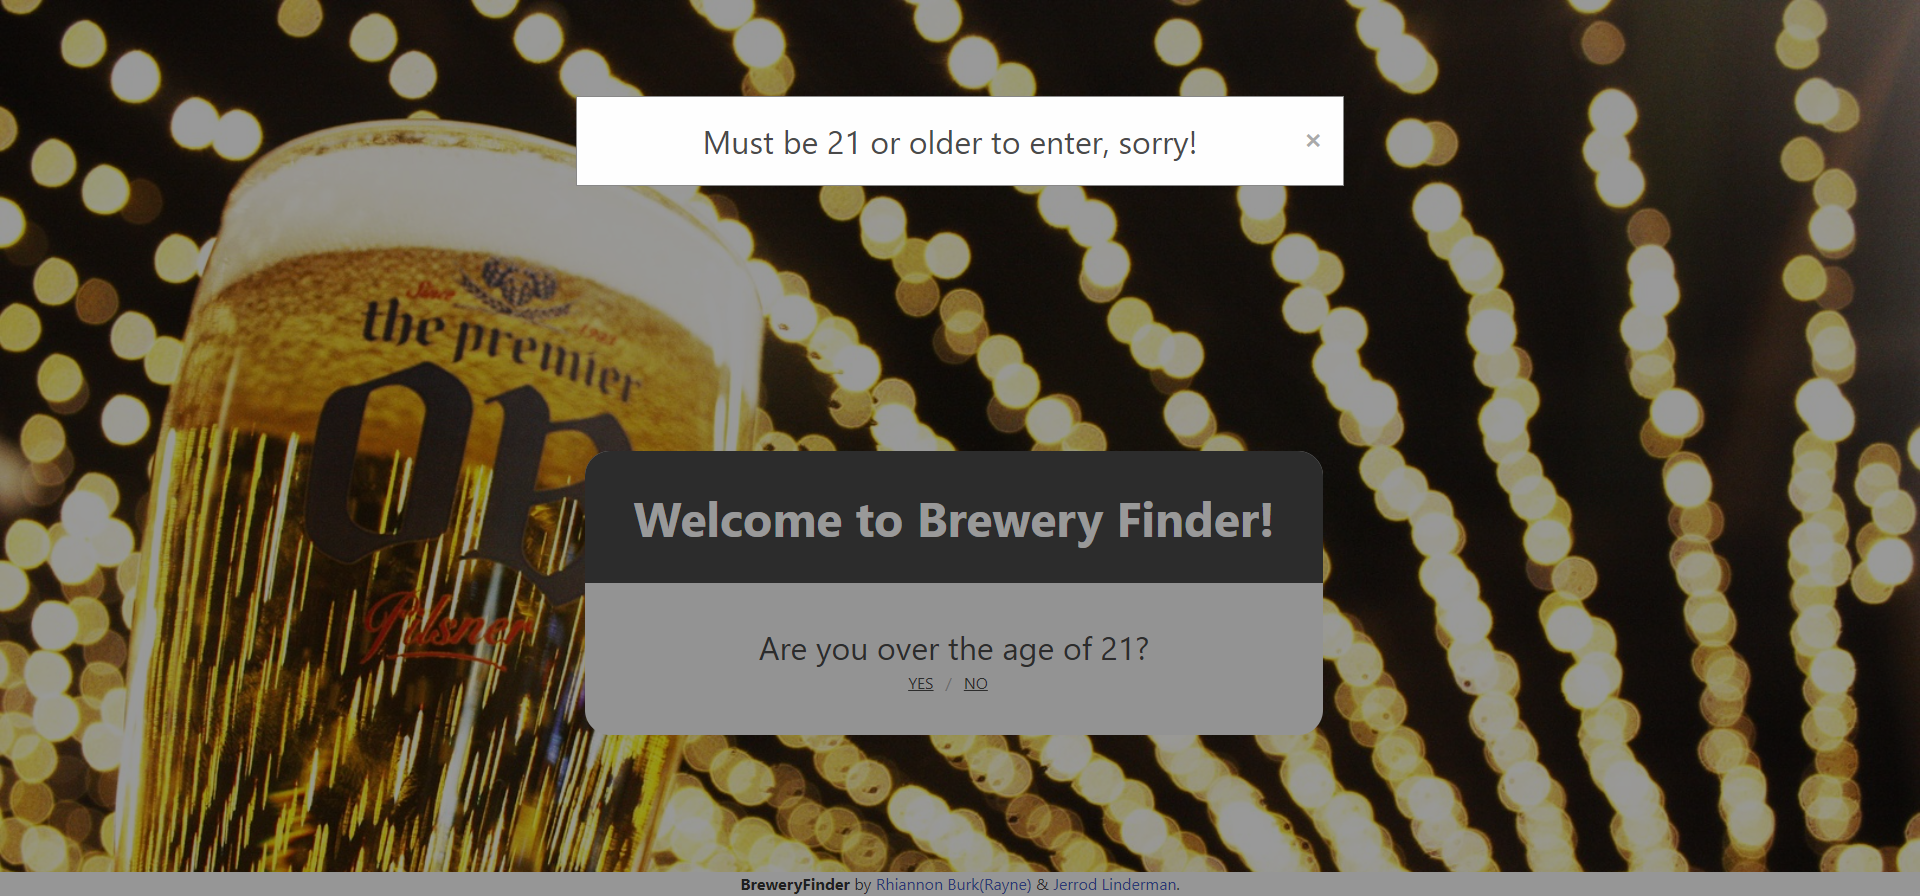 Must be 21 or older to enter, sorry! ×
Since 1903
the premier
OB
Pilsner
Welcome to Brewery Finder!
Are you over the age of 21?
YES / NO
BreweryFinder by Rhiannon Burk(Rayne) & Jerrod Linderman.